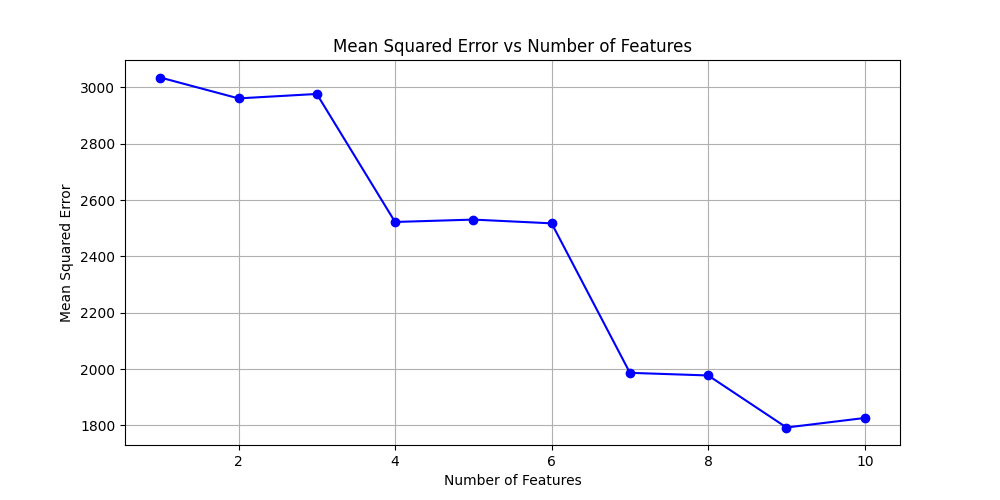 Mean Squared Error vs Number of Features
Mean Squared Error
3000
2800
2600
2400
2200
2000
1800
2 4 6 8 10
Number of Features